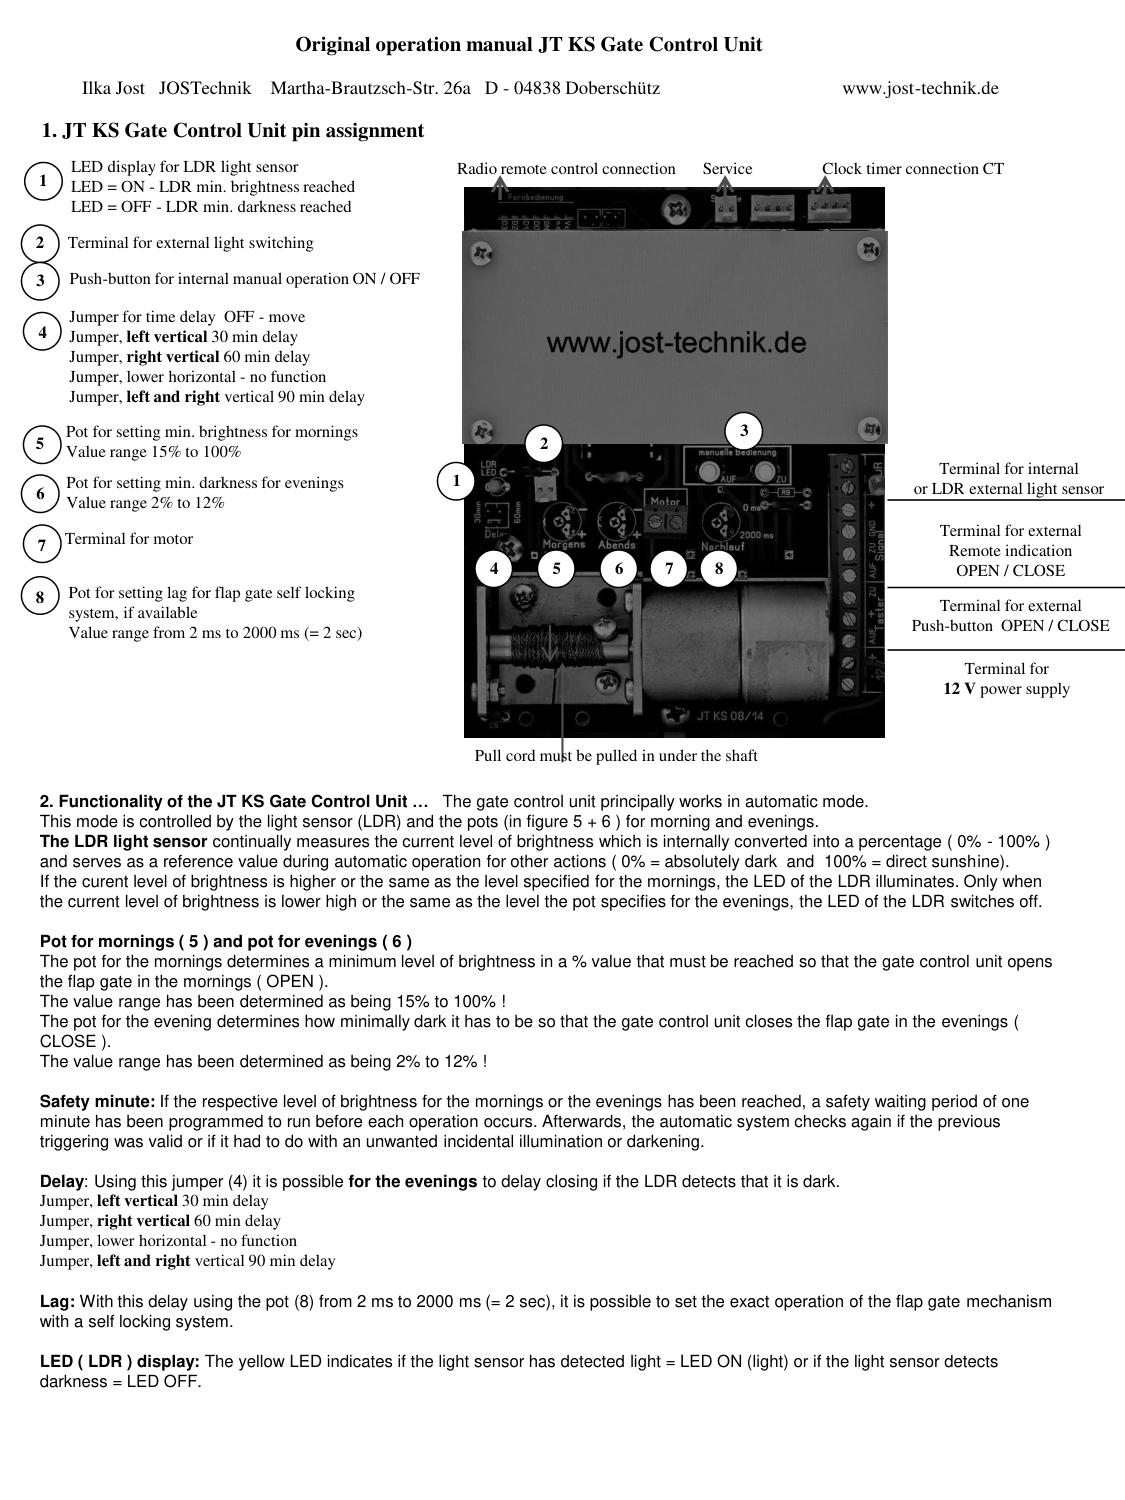 Original operation manual JT KS Gate Control Unit
Ilka Jost JOSTechnik Martha-Brautzsch-Str. 26a D - 04838 Doberschütz www.jost-technik.de
1. JT KS Gate Control Unit pin assignment
1 LED display for LDR light sensor
LED = ON - LDR min. brightness reached
LED = OFF - LDR min. darkness reached
2 Terminal for external light switching
3 Push-button for internal manual operation ON / OFF
4 Jumper for time delay OFF - move
Jumper, left vertical 30 min delay
Jumper, right vertical 60 min delay
Jumper, lower horizontal - no function
Jumper, left and right vertical 90 min delay
5 Pot for setting min. brightness for mornings
Value range 15% to 100%
6 Pot for setting min. darkness for evenings
Value range 2% to 12%
7 Terminal for motor
8 Pot for setting lag for flap gate self locking
system, if available
Value range from 2 ms to 2000 ms (= 2 sec)
Radio remote control connection Service Clock timer connection CT
Fernbedienung
www.jost-technik.de
2 3
manuelle Bedienung
1
LDR
LED
AUF ZU
R9
Motor
30min 60min
0 ms
2000 ms
Morgens Abends Nachlauf
4 5 6 7 8
GND
AUF ZU Signal
AUF + ZU Taster
12 +
JT KS 08/14
Terminal for internal
or LDR external light sensor
Terminal for external
Remote indication
OPEN / CLOSE
Terminal for external
Push-button OPEN / CLOSE
Terminal for
12 V power supply
Pull cord must be pulled in under the shaft
2. Functionality of the JT KS Gate Control Unit … The gate control unit principally works in automatic mode.
This mode is controlled by the light sensor (LDR) and the pots (in figure 5 + 6 ) for morning and evenings.
The LDR light sensor continually measures the current level of brightness which is internally converted into a percentage ( 0% - 100% )
and serves as a reference value during automatic operation for other actions ( 0% = absolutely dark and 100% = direct sunshine).
If the curent level of brightness is higher or the same as the level specified for the mornings, the LED of the LDR illuminates. Only when
the current level of brightness is lower high or the same as the level the pot specifies for the evenings, the LED of the LDR switches off.
Pot for mornings ( 5 ) and pot for evenings ( 6 )
The pot for the mornings determines a minimum level of brightness in a % value that must be reached so that the gate control unit opens
the flap gate in the mornings ( OPEN ).
The value range has been determined as being 15% to 100% !
The pot for the evening determines how minimally dark it has to be so that the gate control unit closes the flap gate in the evenings (
CLOSE ).
The value range has been determined as being 2% to 12% !
Safety minute: If the respective level of brightness for the mornings or the evenings has been reached, a safety waiting period of one
minute has been programmed to run before each operation occurs. Afterwards, the automatic system checks again if the previous
triggering was valid or if it had to do with an unwanted incidental illumination or darkening.
Delay: Using this jumper (4) it is possible for the evenings to delay closing if the LDR detects that it is dark.
Jumper, left vertical 30 min delay
Jumper, right vertical 60 min delay
Jumper, lower horizontal - no function
Jumper, left and right vertical 90 min delay
Lag: With this delay using the pot (8) from 2 ms to 2000 ms (= 2 sec), it is possible to set the exact operation of the flap gate mechanism
with a self locking system.
LED ( LDR ) display: The yellow LED indicates if the light sensor has detected light = LED ON (light) or if the light sensor detects
darkness = LED OFF.